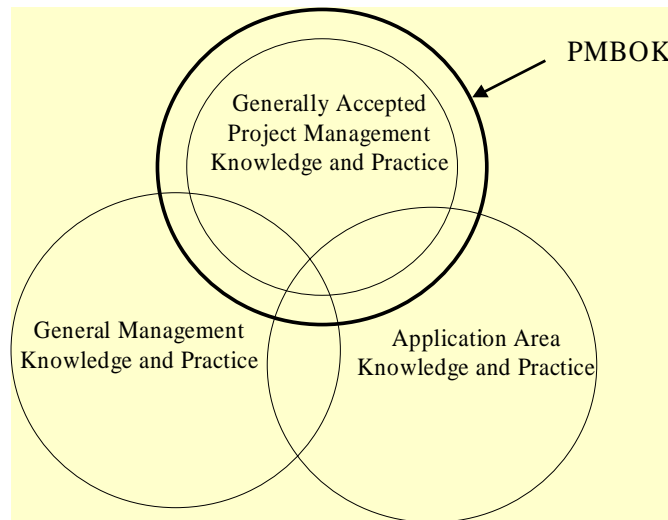 PMBOK
Generally Accepted
Project Management
Knowledge and Practice
General Management
Knowledge and Practice
Application Area
Knowledge and Practice